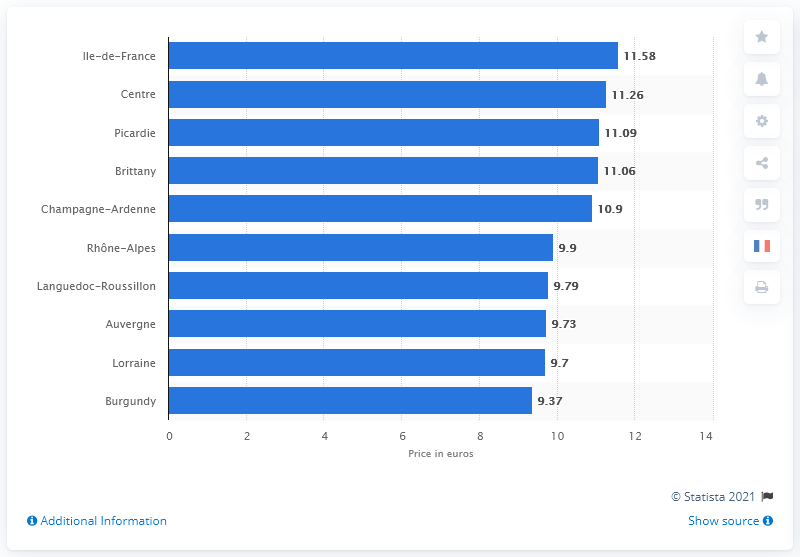 Ile-de-France 11.58
Centre 11.26
Picardie 11.09
Brittany 11.06
Champagne-Ardenne 10.9
Rhône-Alpes 9.9
Languedoc-Roussillon 9.79
Auvergne 9.73
Lorraine 9.7
Burgundy 9.37
0 2 4 6 8 10 12 14
Price in euros
© Statista 2021
Additional Information
Show source